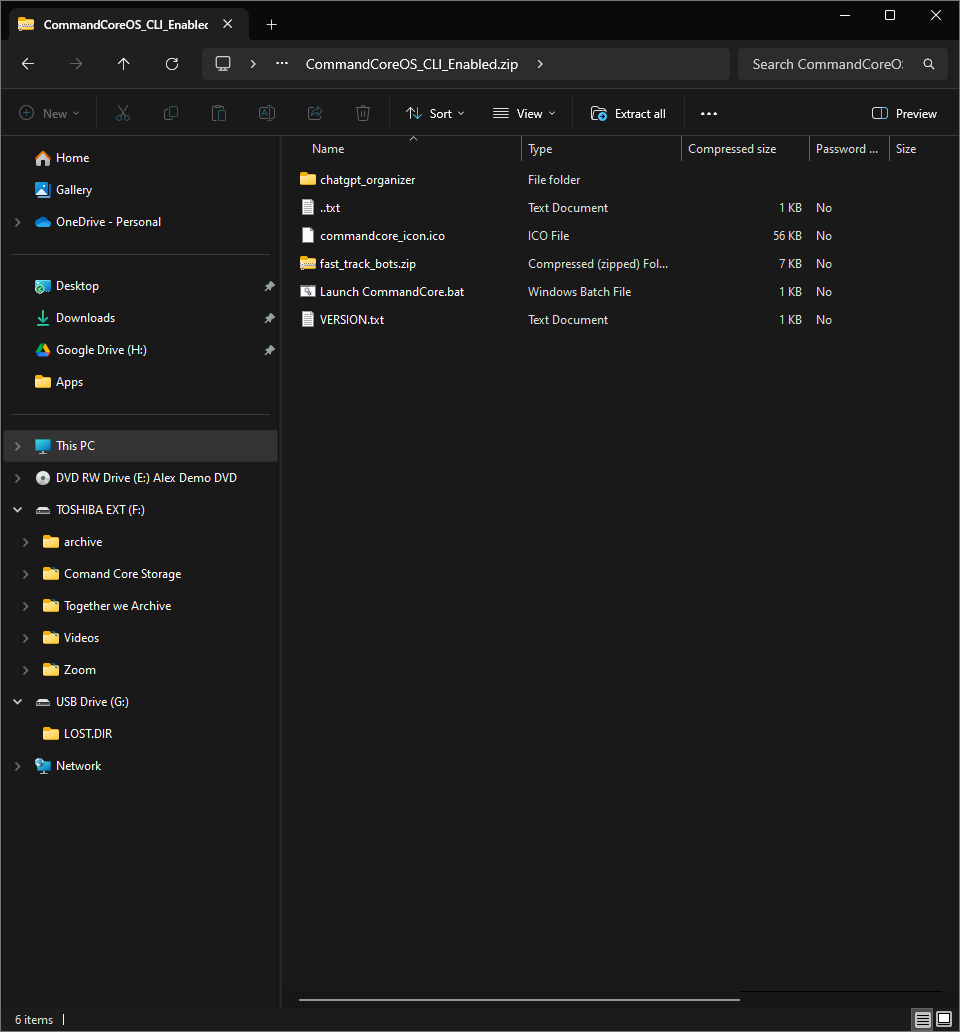 CommandCoreOS_CLI_Enabled
CommandCoreOS_CLI_Enabled.zip
Search CommandCoreOS
New
Sort
View
Extract all
Preview
Home
Gallery
OneDrive - Personal
Desktop
Downloads
Google Drive (H:)
Apps
This PC
DVD RW Drive (E:) Alex Demo DVD
TOSHIBA EXT (F:)
archive
Comand Core Storage
Together we Archive
Videos
Zoom
USB Drive (G:)
LOST.DIR
Network
Name Type Compressed size Password ... Size
chatgpt_organizer File folder
..txt Text Document 1 KB No
commandcore_icon.ico ICO File 56 KB No
fast_track_bots.zip Compressed (zipped) Fol... 7 KB No
Launch CommandCore.bat Windows Batch File 1 KB No
VERSION.txt Text Document 1 KB No
6 items